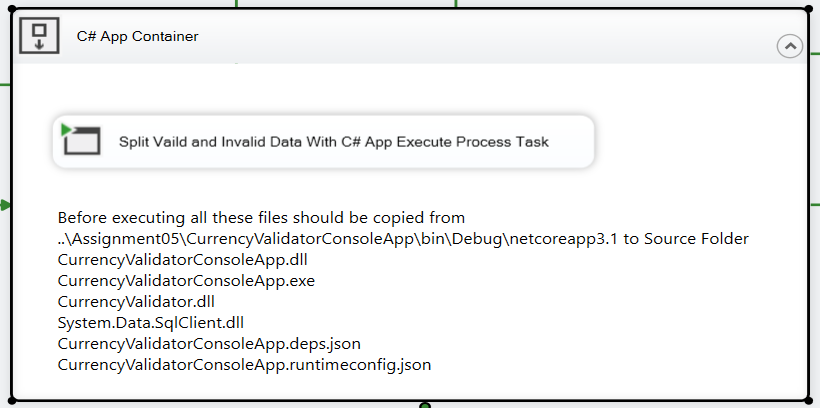 C# App Container
Split Vaild and Invalid Data With C# App Execute Process Task
Before executing all these files should be copied from
..\Assignment05\CurrencyValidatorConsoleApp\bin\Debug\netcoreapp3.1 to Source Folder
CurrencyValidatorConsoleApp.dll
CurrencyValidatorConsoleApp.exe
CurrencyValidator.dll
System.Data.SqlClient.dll
CurrencyValidatorConsoleApp.deps.json
CurrencyValidatorConsoleApp.runtimeconfig.json